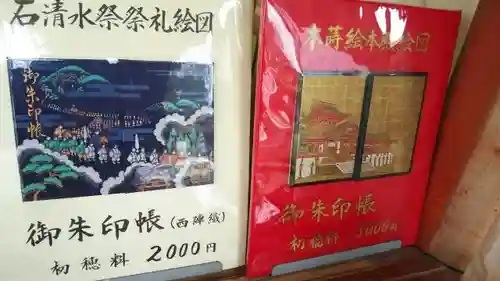 石清水祭祭礼絵図
御朱印帳
御朱印帳(西陣織)
初穂料 2000円
木蒔絵本殿絵図
御朱印帳
初穂料